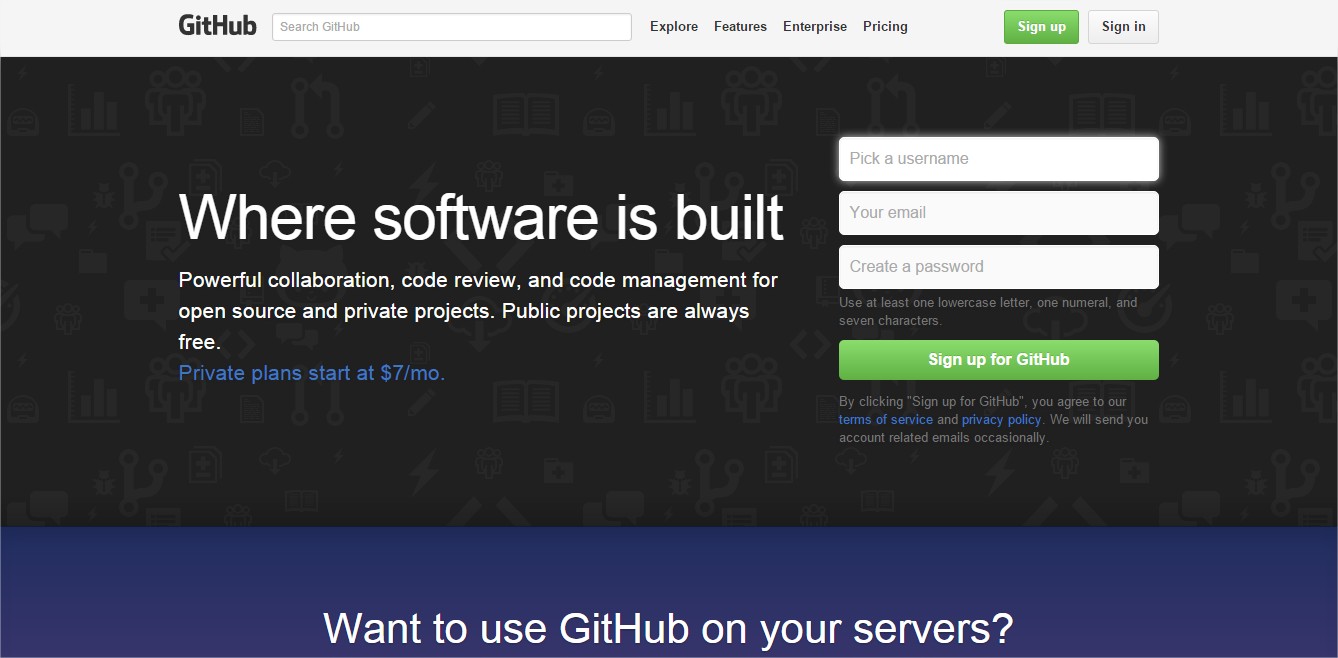 GitHub
Search GitHub
Explore
Features
Enterprise
Pricing
Sign up
Sign in
Where software is built
Powerful collaboration, code review, and code management for
open source and private projects. Public projects are always
free.
Private plans start at $7/mo.
Pick a username
Your email
Create a password
Use at least one lowercase letter, one numeral, and
seven characters.
Sign up for GitHub
By clicking "Sign up for GitHub", you agree to our
terms of service and privacy policy. We will send you
account related emails occasionally.
Want to use GitHub on your servers?